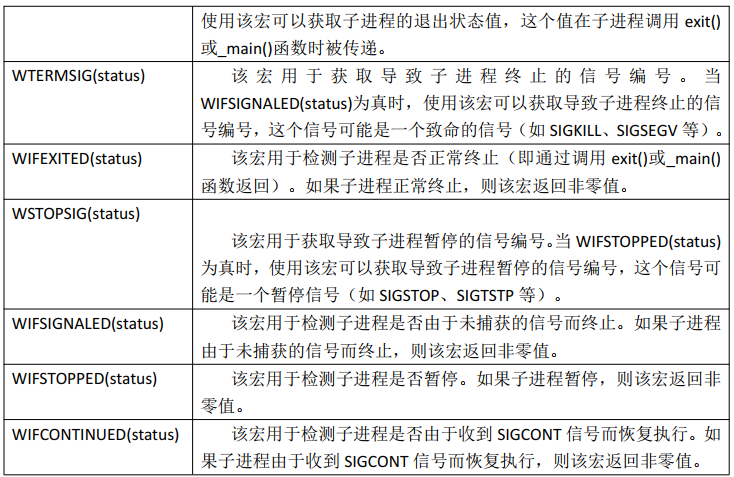 使用该宏可以获取子进程的退出状态值，这个值在子进程调用 exit()
或_main()函数时被传递。
WTERMSIG(status)
该宏用于获取导致子进程终止的信号编号。当
WIFSIGNALED(status)为真时，使用该宏可以获取导致子进程终止的信
号编号，这个信号可能是一个致命的信号（如 SIGKILL、SIGSEGV 等）。
WIFEXITED(status)
该宏用于检测子进程是否正常终止（即通过调用 exit()或_main()
函数返回）。如果子进程正常终止，则该宏返回非零值。
WSTOPSIG(status)
该宏用于获取导致子进程暂停的信号编号。当 WIFSTOPPED(status)
为真时，使用该宏可以获取导致子进程暂停的信号编号，这个信号可
能是一个暂停信号（如 SIGSTOP、SIGTSTP 等）。
WIFSIGNALED(status)
该宏用于检测子进程是否由于未捕获的信号而终止。如果子进程
由于未捕获的信号而终止，则该宏返回非零值。
WIFSTOPPED(status)
该宏用于检测子进程是否暂停。如果子进程暂停，则该宏返回非
零值。
WIFCONTINUED(status)
该宏用于检测子进程是否由于收到 SIGCONT 信号而恢复执行。如
果子进程由于收到 SIGCONT 信号而恢复执行，则该宏返回非零值。